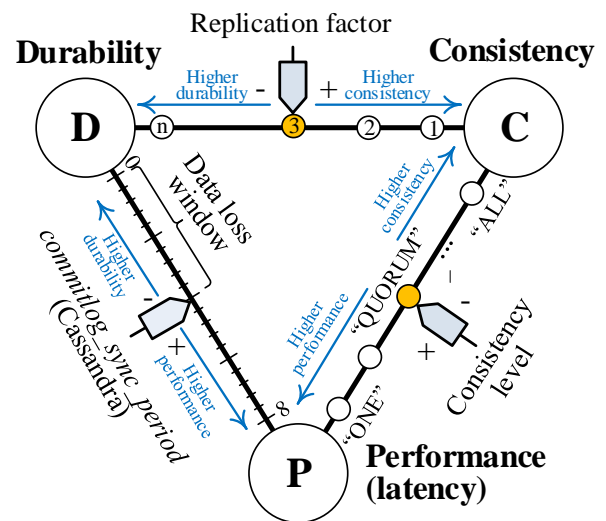 Replication factor
Durability
Consistency
Higher
durability
-
+
Higher
consistency
D
n
3
2
1
C
0
Data loss
window
Higher
consistency
"ALL"
...
Higher
durability
"QUORUM"
commitlog_sync_period
(Cassandra)
-
+
Higher
performance
Higher
performance
-
+
Consistency
level
∞
"ONE"
P
Performance
(latency)